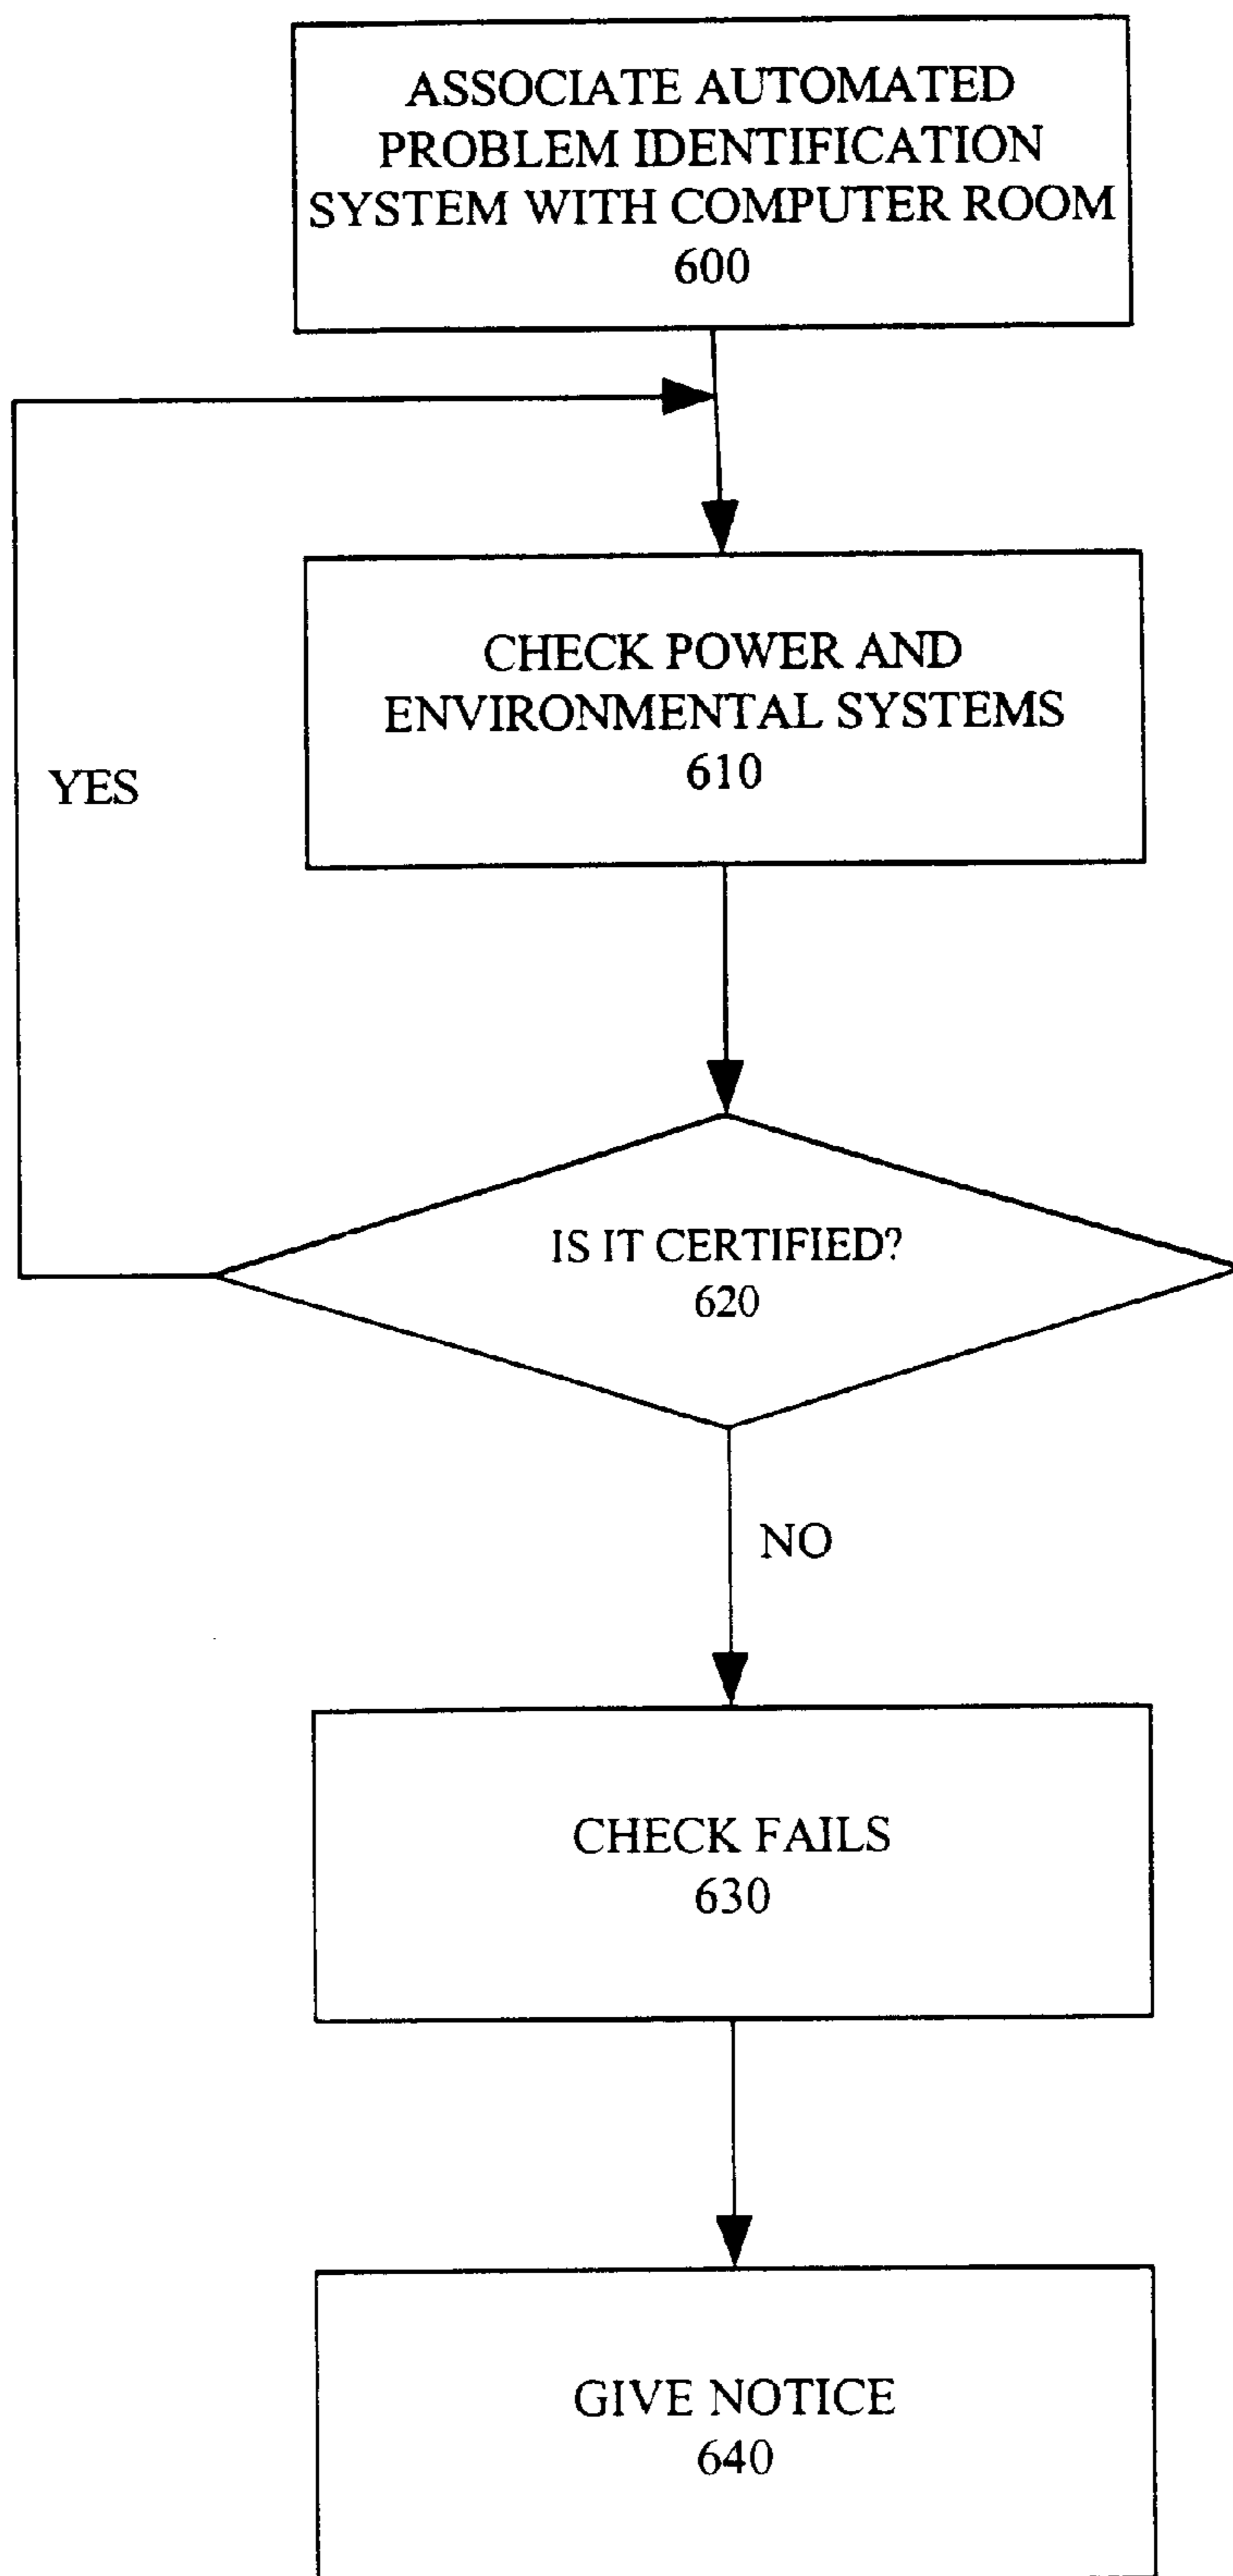 ASSOCIATE AUTOMATED
PROBLEM IDENTIFICATION
SYSTEM WITH COMPUTER ROOM
600
CHECK POWER AND
ENVIRONMENTAL SYSTEMS
610
YES
IS IT CERTIFIED?
620
NO
CHECK FAILS
630
GIVE NOTICE
640